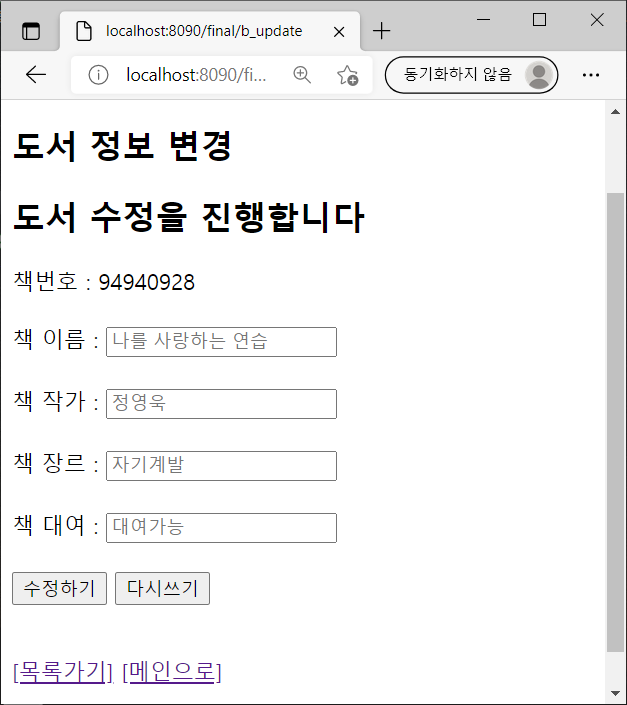 localhost:8090/final/b_update
localhost:8090/fi...
동기화하지 않음
도서 정보 변경
도서 수정을 진행합니다
책번호 : 94940928
책 이름 : 나를 사랑하는 연습
책 작가 : 정영욱
책 장르 : 자기계발
책 대여 : 대여가능
수정하기 다시쓰기
[목록가기] [메인으로]